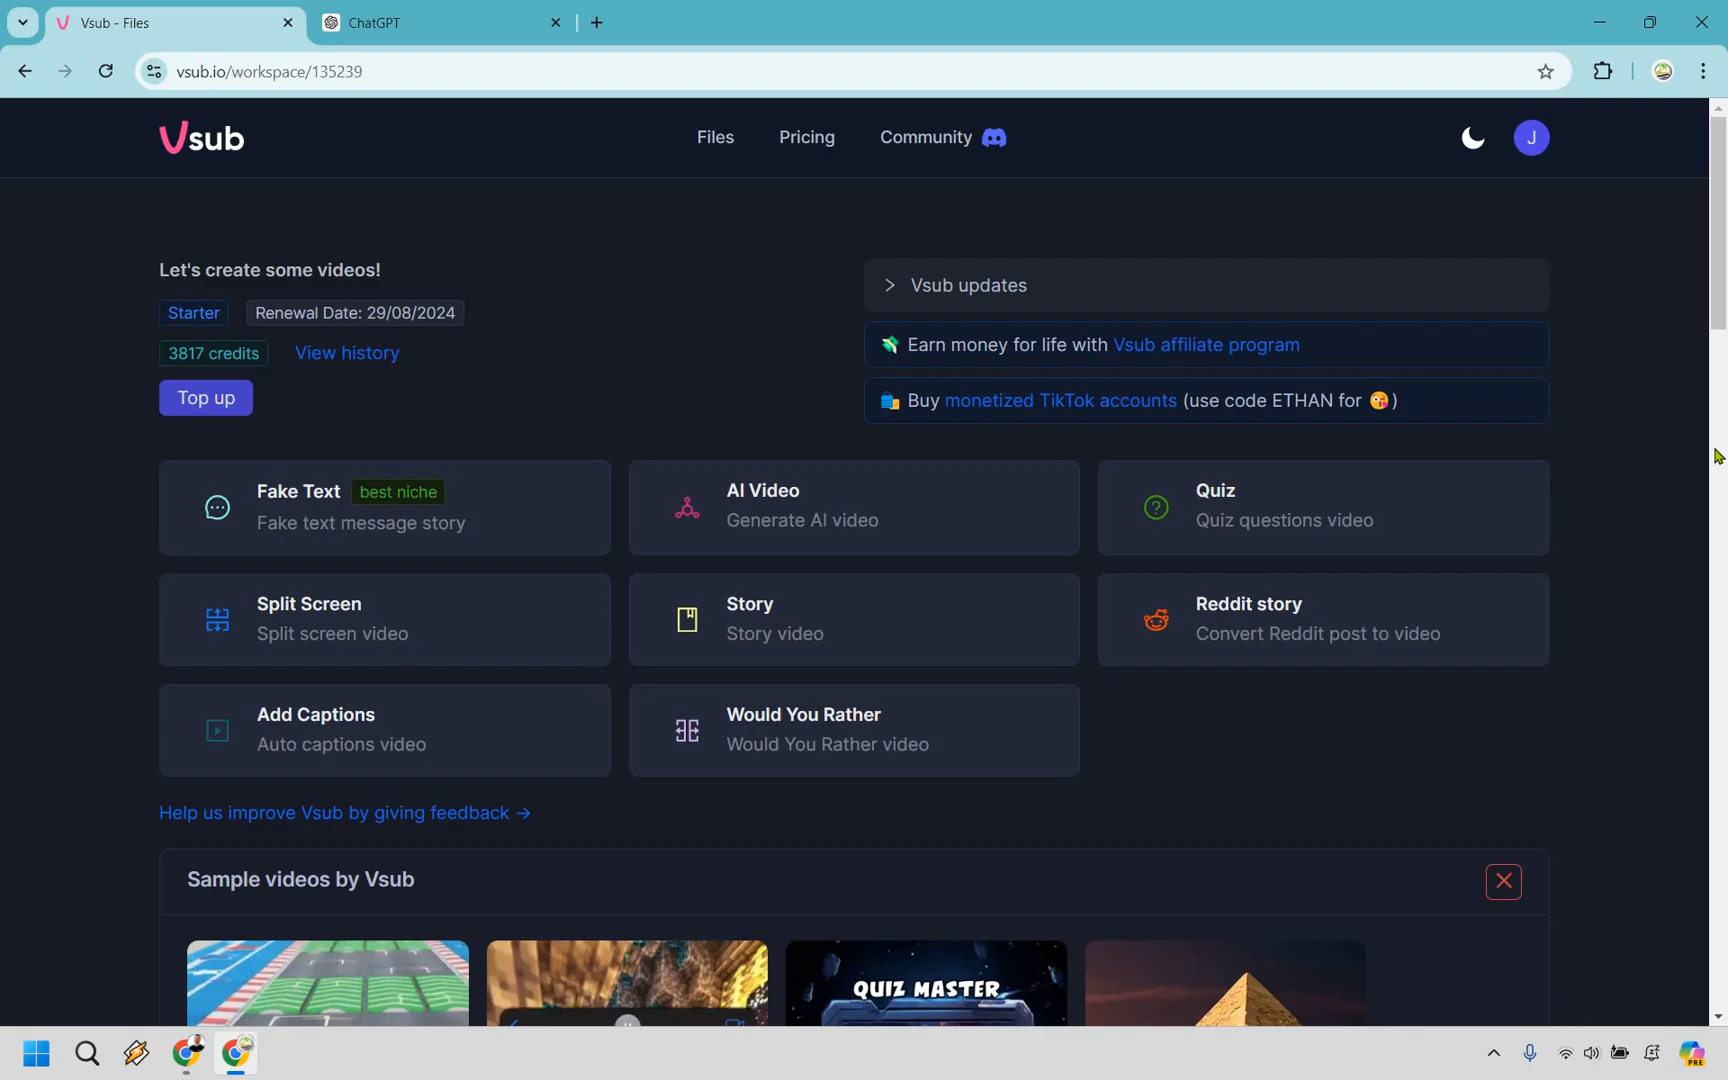 Vsub - Files
ChatGPT
vsub.io/workspace/135239
Vsub
Files
Pricing
Community
J
Let's create some videos!
Starter
Renewal Date: 29/08/2024
3817 credits
View history
Top up
Vsub updates
Earn money for life with Vsub affiliate program
Buy monetized TikTok accounts (use code ETHAN for 😘)
Fake Text best niche
Fake text message story
AI Video
Generate AI video
Quiz
Quiz questions video
Split Screen
Split screen video
Story
Story video
Reddit story
Convert Reddit post to video
Add Captions
Auto captions video
Would You Rather
Would You Rather video
Help us improve Vsub by giving feedback →
Sample videos by Vsub
QUIZ MASTER
PRE